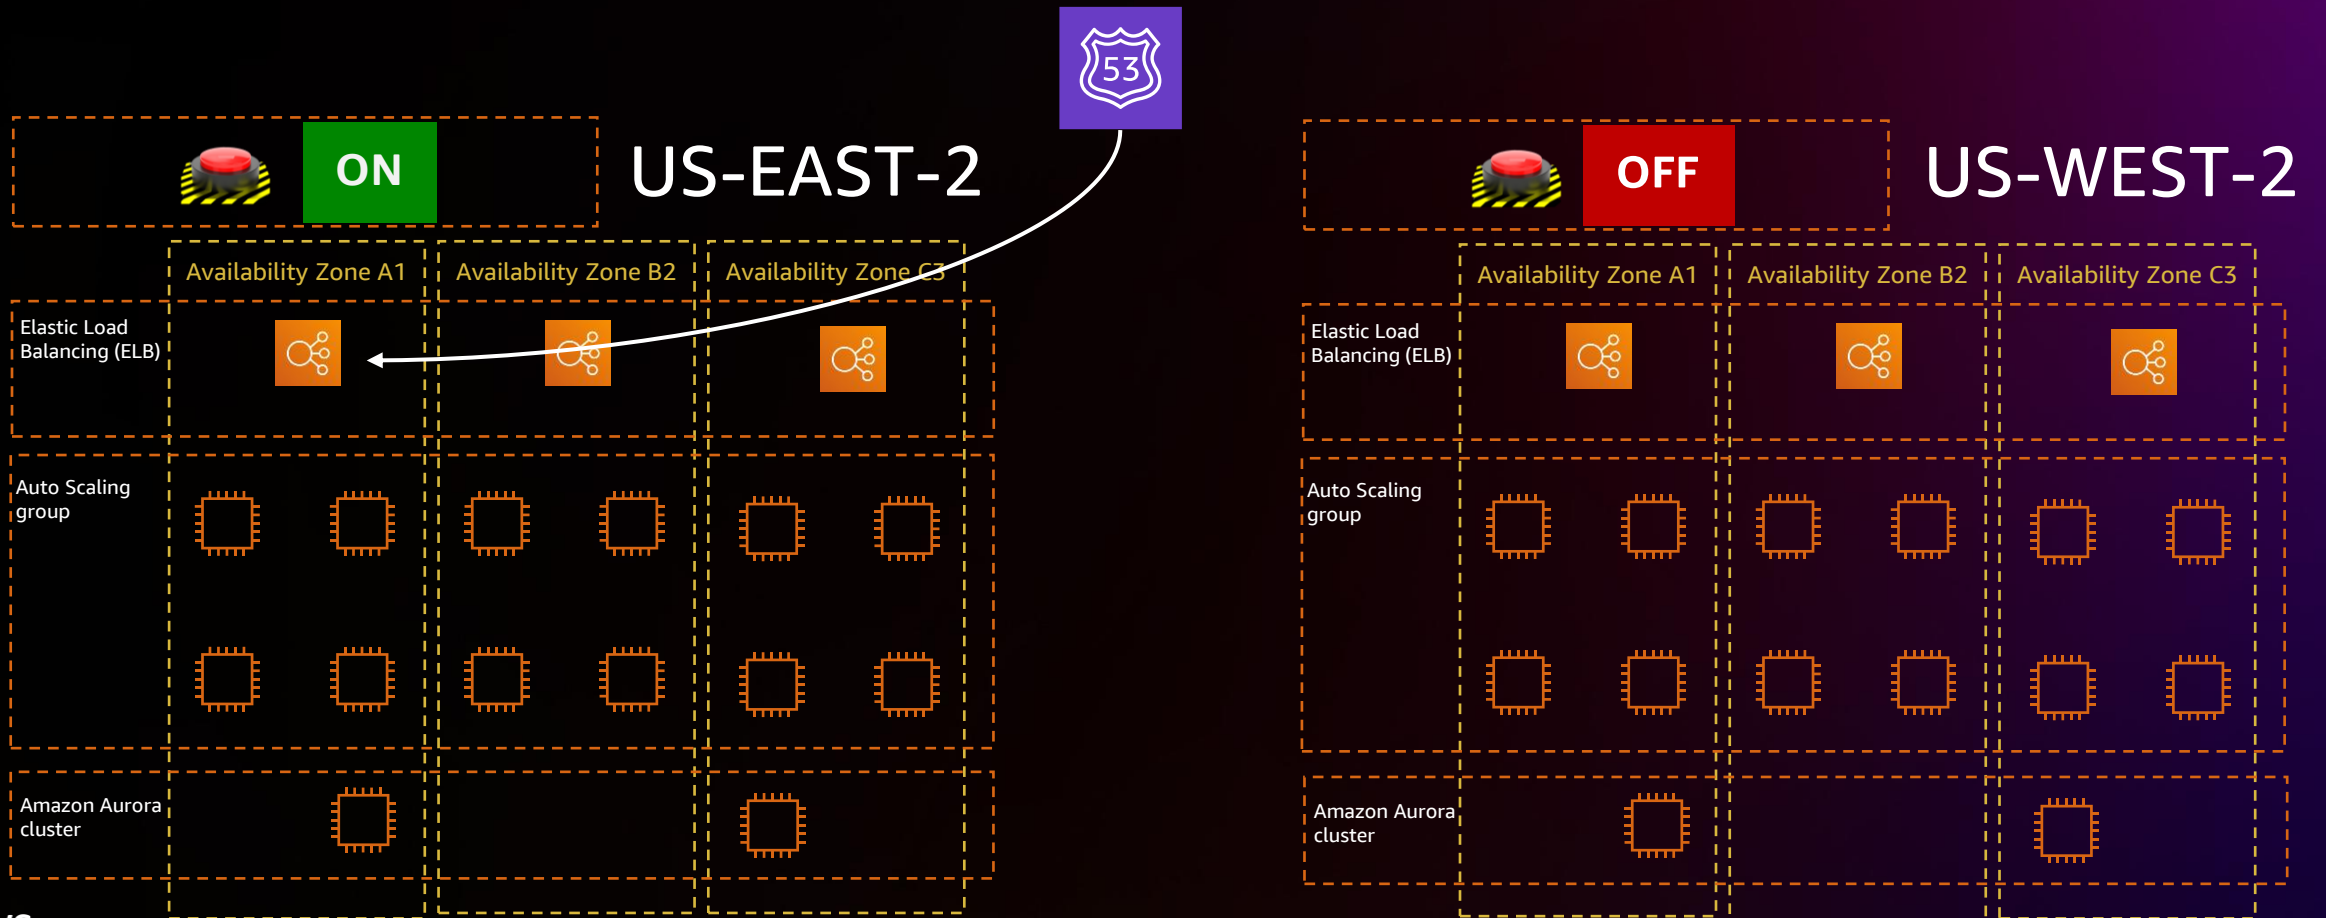 53
ON
US-EAST-2
OFF
US-WEST-2
Availability Zone A1
Availability Zone B2
Availability Zone C3
Elastic Load
Balancing (ELB)
Auto Scaling
group
Amazon Aurora
cluster
Availability Zone A1
Availability Zone B2
Availability Zone C3
Elastic Load
Balancing (ELB)
Auto Scaling
group
Amazon Aurora
cluster